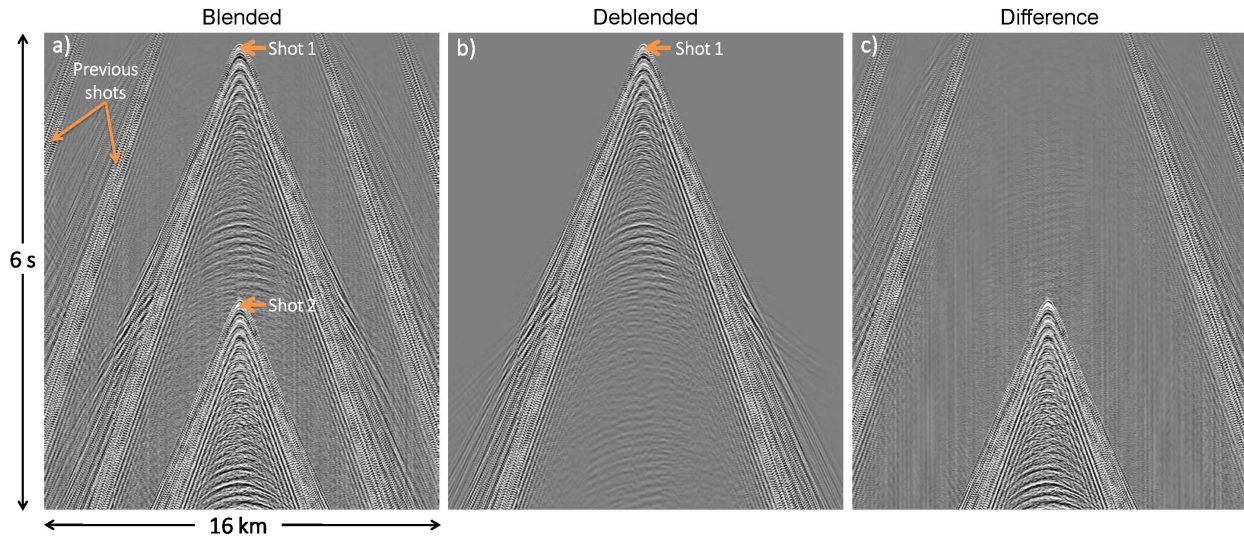 Blended
Deblended
Difference
a)
Shot 1
Previous
shots
Shot 2
b)
Shot 1
c)
6 s
16 km